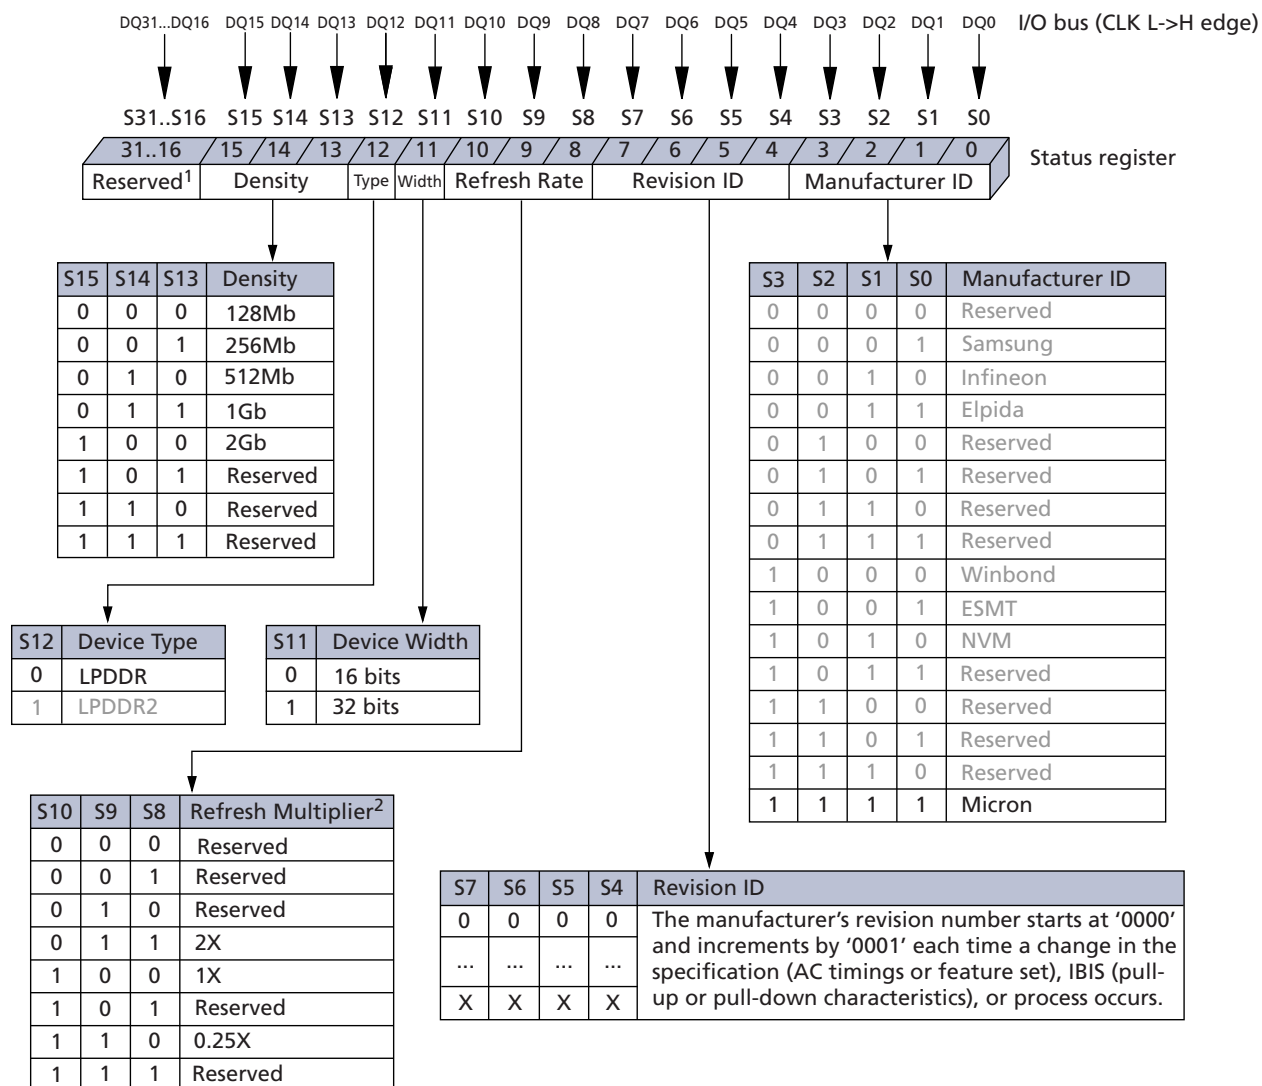 DQ31...DQ16 DQ15 DQ14 DQ13 DQ12 DQ11 DQ10 DQ9 DQ8 DQ7 DQ6 DQ5 DQ4 DQ3 DQ2 DQ1 DQ0 I/O bus (CLK L->H edge)
S31..S16 S15 S14 S13 S12 S11 S10 S9 S8 S7 S6 S5 S4 S3 S2 S1 S0
31..16 15 14 13 12 11 10 9 8 7 6 5 4 3 2 1 0 Status register
Reserved1 Density Type Width Refresh Rate Revision ID Manufacturer ID
S15 S14 S13 Density
0 0 0 128Mb
0 0 1 256Mb
0 1 0 512Mb
0 1 1 1Gb
1 0 0 2Gb
1 0 1 Reserved
1 1 0 Reserved
1 1 1 Reserved
S3 S2 S1 S0 Manufacturer ID
0 0 0 0 Reserved
0 0 0 1 Samsung
0 0 1 0 Infineon
0 0 1 1 Elpida
0 1 0 0 Reserved
0 1 0 1 Reserved
0 1 1 0 Reserved
0 1 1 1 Reserved
1 0 0 0 Winbond
1 0 0 1 ESMT
1 0 1 0 NVM
1 0 1 1 Reserved
1 1 0 0 Reserved
1 1 0 1 Reserved
1 1 1 0 Reserved
1 1 1 1 Micron
S12 Device Type
0 LPDDR
1 LPDDR2
S11 Device Width
0 16 bits
1 32 bits
S10 S9 S8 Refresh Multiplier2
0 0 0 Reserved
0 0 1 Reserved
0 1 0 Reserved
0 1 1 2X
1 0 0 1X
1 0 1 Reserved
1 1 0 0.25X
1 1 1 Reserved
S7 S6 S5 S4 Revision ID
0 0 0 0 The manufacturer’s revision number starts at ‘0000’
and increments by ‘0001’ each time a change in the
... ... ... ... specification (AC timings or feature set), IBIS (pull-
X X X X up or pull-down characteristics), or process occurs.